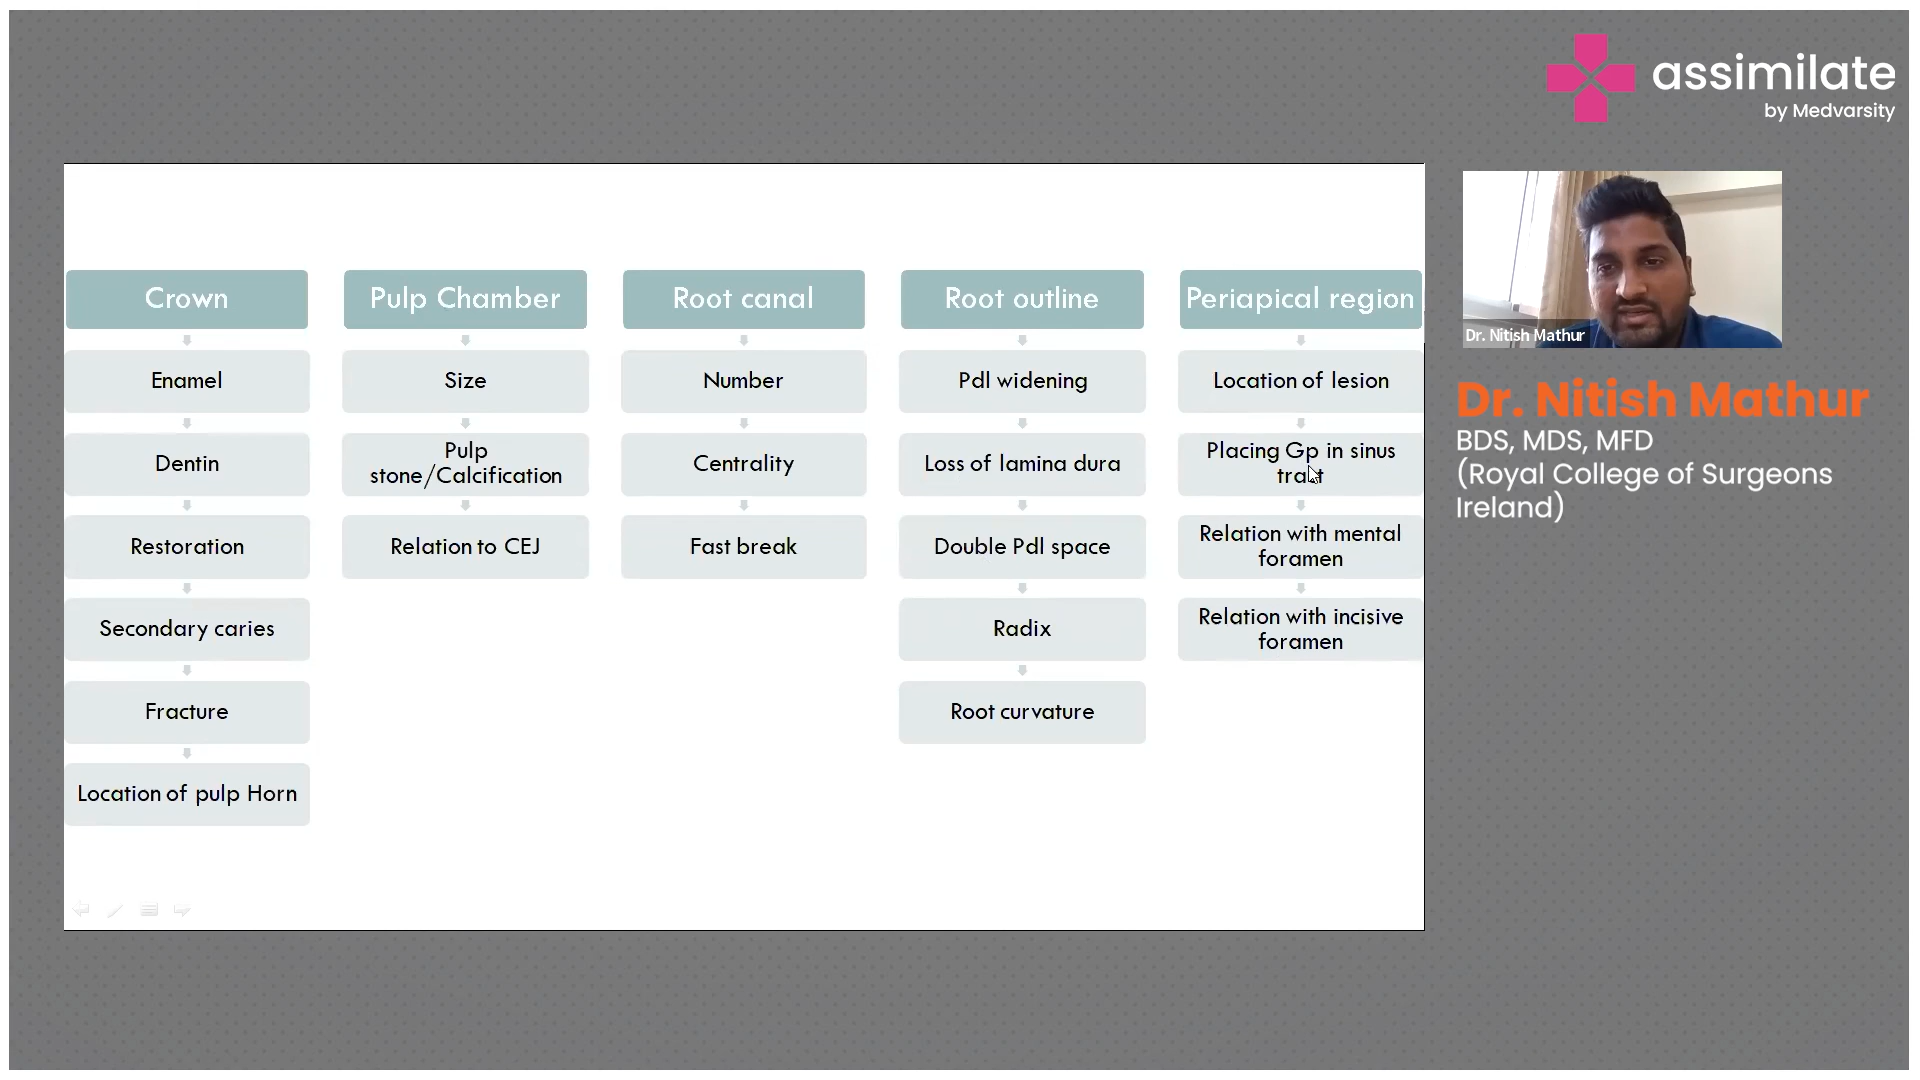 assimilate
by Medvarsity
Crown
Enamel
Dentin
Restoration
Secondary caries
Fracture
Location of pulp Horn
Pulp Chamber
Size
Pulp
stone/Calcification
Relation to CEJ
Root canal
Number
Centrality
Fast break
Root outline
Pdl widening
Loss of lamina dura
Double Pdl space
Radix
Root curvature
Periapical region
Location of lesion
Placing Gp in sinus
tract
Relation with mental
foramen
Relation with incisive
foramen
Dr. Nitish Mathur
Dr. Nitish Mathur
BDS, MDS, MFD
(Royal College of Surgeons
Ireland)